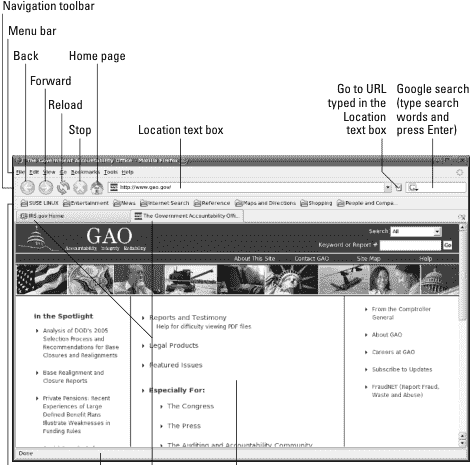 Navigation toolbar
Menu bar
Back
Home page
Forward
Reload
Stop
Location text box
Go to URL
typed in the
Location
text box
Google search
(type search
words and
press Enter)
The Government Accountability Office - Mozilla Firefox
File Edit View Go Bookmarks Tools Help
http://www.gao.gov/
SUSE LINUX Entertainment News Internet Search Reference Maps and Directions Shopping People and Compa...
IRS.gov Home
The Government Accountability Offi...
GAO
Accountability Integrity Reliability
Search All
Keyword or Report # Go
About This Site Contact GAO Site Map Help
In the Spotlight
Analysis of DOD's 2005
Selection Process and
Recommendations for Base
Closures and Realignments
Base Realignment and
Closure Reports
Private Pensions: Recent
Experiences of Large
Defined Benefit Plans
Illustrate Weaknesses in
Funding Rules
Reports and Testimony
Help for difficulty viewing PDF files
Legal Products
Featured Issues
Especially For:
The Congress
The Press
The Auditing and Accountability Community
From the Comptroller
General
About GAO
Careers at GAO
Subscribe to Updates
FraudNET (Report Fraud,
Waste and Abuse)
Done